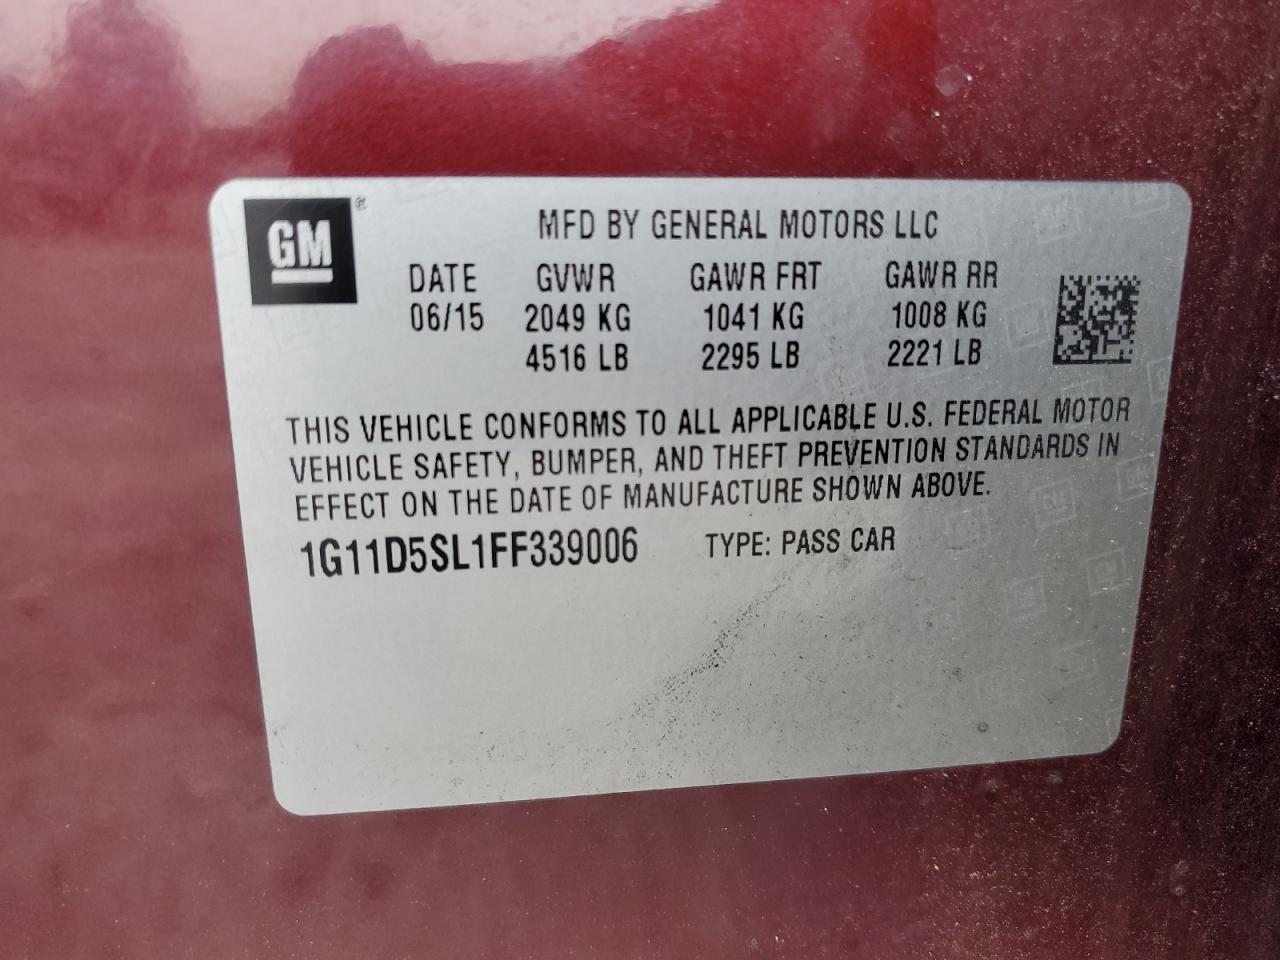 GM ®
MFD BY GENERAL MOTORS LLC
DATE GVWR GAWR FRT GAWR RR
06/15 2049 KG 1041 KG 1008 KG
4516 LB 2295 LB 2221 LB
THIS VEHICLE CONFORMS TO ALL APPLICABLE U.S. FEDERAL MOTOR
VEHICLE SAFETY, BUMPER, AND THEFT PREVENTION STANDARDS IN
EFFECT ON THE DATE OF MANUFACTURE SHOWN ABOVE.
1G11D5SL1FF339006 TYPE: PASS CAR